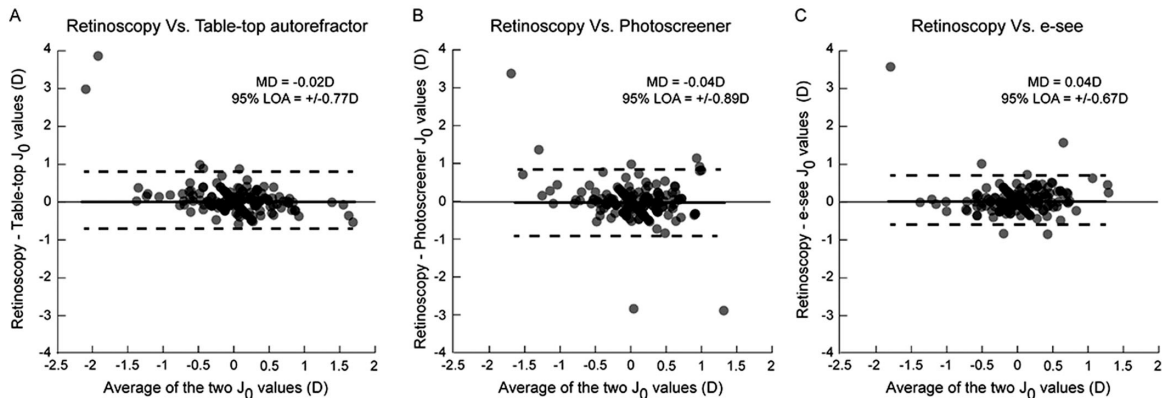 A
Retinoscopy Vs. Table-top autorefractor
MD = -0.02D
95% LOA = +/-0.77D
Retinoscopy - Table-top J0 values (D)
4
3
2
1
0
-1
-2
-3
-4
-2.5 -2 -1.5 -1 -0.5 0 0.5 1 1.5 2
Average of the two J0 values (D)
B
Retinoscopy Vs. Photoscreener
MD = -0.04D
95% LOA = +/-0.89D
Retinoscopy - Photoscreener J0 values (D)
4
3
2
1
0
-1
-2
-3
-4
-2.5 -2 -1.5 -1 -0.5 0 0.5 1 1.5 2
Average of the two J0 values (D)
C
Retinoscopy Vs. e-see
MD = 0.04D
95% LOA = +/-0.67D
Retinoscopy - e-see J0 values (D)
4
3
2
1
0
-1
-2
-3
-4
-2.5 -2 -1.5 -1 -0.5 0 0.5 1 1.5 2
Average of the two J0 values (D)